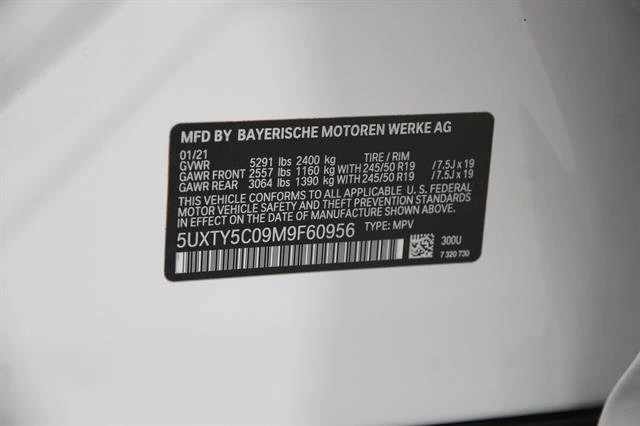 MFD BY BAYERISCHE MOTOREN WERKE AG
01/21
GVWR 5291 lbs 2400 kg TIRE / RIM
GAWR FRONT 2557 lbs 1160 kg WITH 245/50 R19 /7.5J x 19
GAWR REAR 3064 lbs 1390 kg WITH 245/50 R19 /7.5J x 19
THIS VEHICLE CONFORMS TO ALL APPLICABLE U.S. FEDERAL
MOTOR VEHICLE SAFETY AND THEFT PREVENTION STANDARDS
IN EFFECT ON THE DATE OF MANUFACTURE SHOWN ABOVE.
5UXTY5C09M9F60956 TYPE: MPV
300U
7 320 730